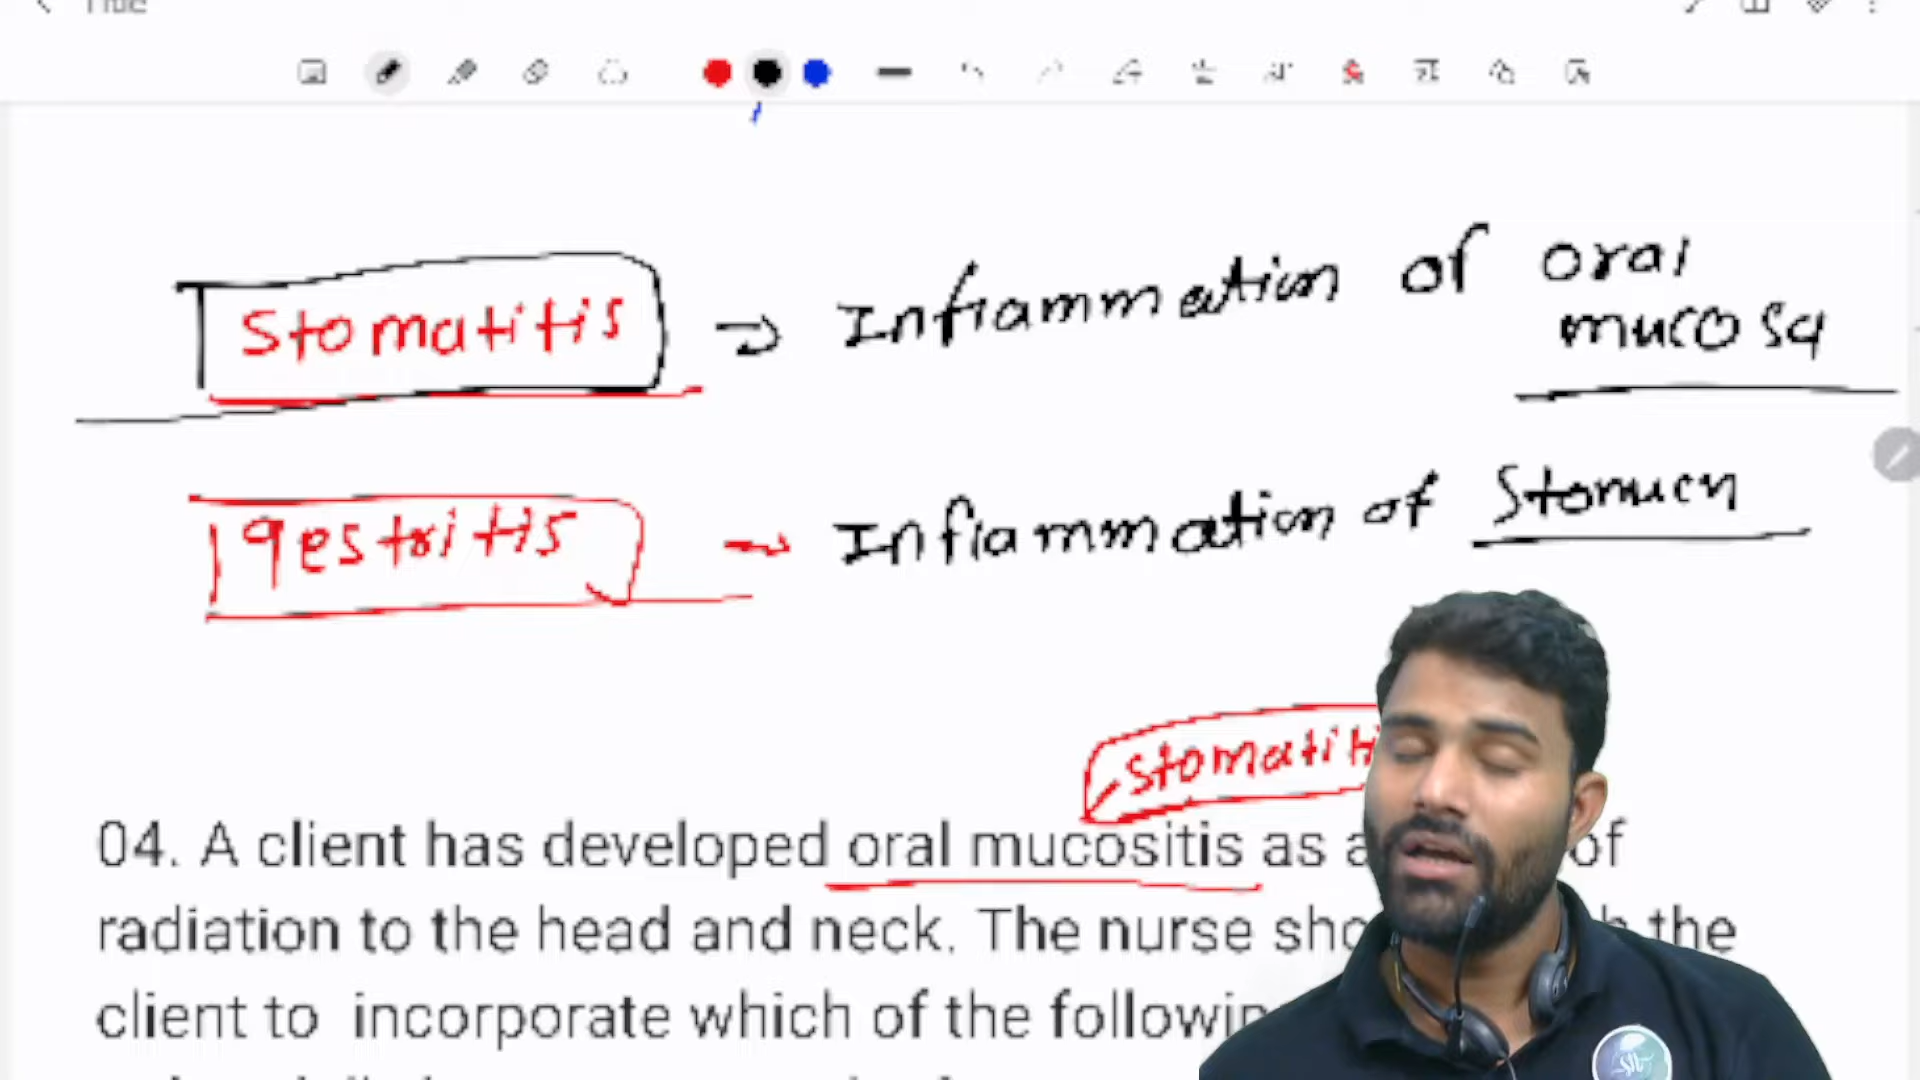 Title
Stomatitis → Inflammation of oral
mucosa
gestritis → Inflammation of Stomach
stomatiti
04. A client has developed oral mucositis as a of
radiation to the head and neck. The nurse sho h the
client to incorporate which of the followin